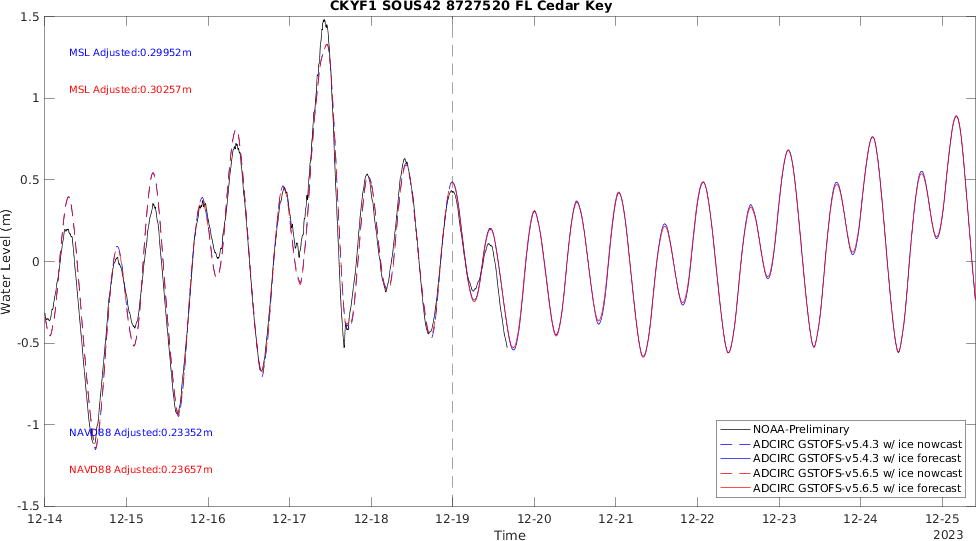 CKYF1 SOUS42 8727520 FL Cedar Key
1.5
MSL Adjusted:0.29952m
MSL Adjusted:0.30257m
1
0.5
0
-0.5
-1
-1.5
Water Level (m)
NAVD88 Adjusted:0.23352m
NAVD88 Adjusted:0.23657m
NOAA-Preliminary
ADCIRC GSTOFS-v5.4.3 w/ ice nowcast
ADCIRC GSTOFS-v5.4.3 w/ ice forecast
ADCIRC GSTOFS-v5.6.5 w/ ice nowcast
ADCIRC GSTOFS-v5.6.5 w/ ice forecast
12-14 12-15 12-16 12-17 12-18 12-19 12-20 12-21 12-22 12-23 12-24 12-25
Time
2023